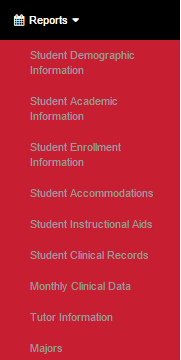 Reports
Student Demographic
Information
Student Academic
Information
Student Enrollment
Information
Student Accommodations
Student Instructional Aids
Student Clinical Records
Monthly Clinical Data
Tutor Information
Majors